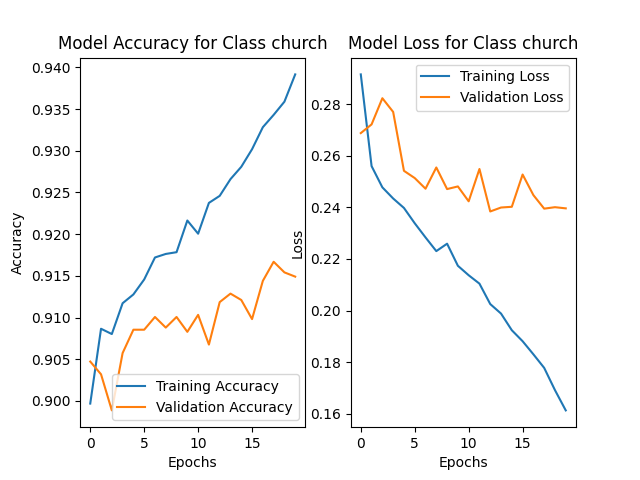 Model Accuracy for Class church
0.940
0.935
0.930
0.925
0.920
0.915
0.910
0.905
0.900
Accuracy
Training Accuracy
Validation Accuracy
0 5 10 15
Epochs
Model Loss for Class church
Training Loss
Validation Loss
0.28
0.26
0.24
0.22
0.20
0.18
0.16
Loss
0 5 10 15
Epochs